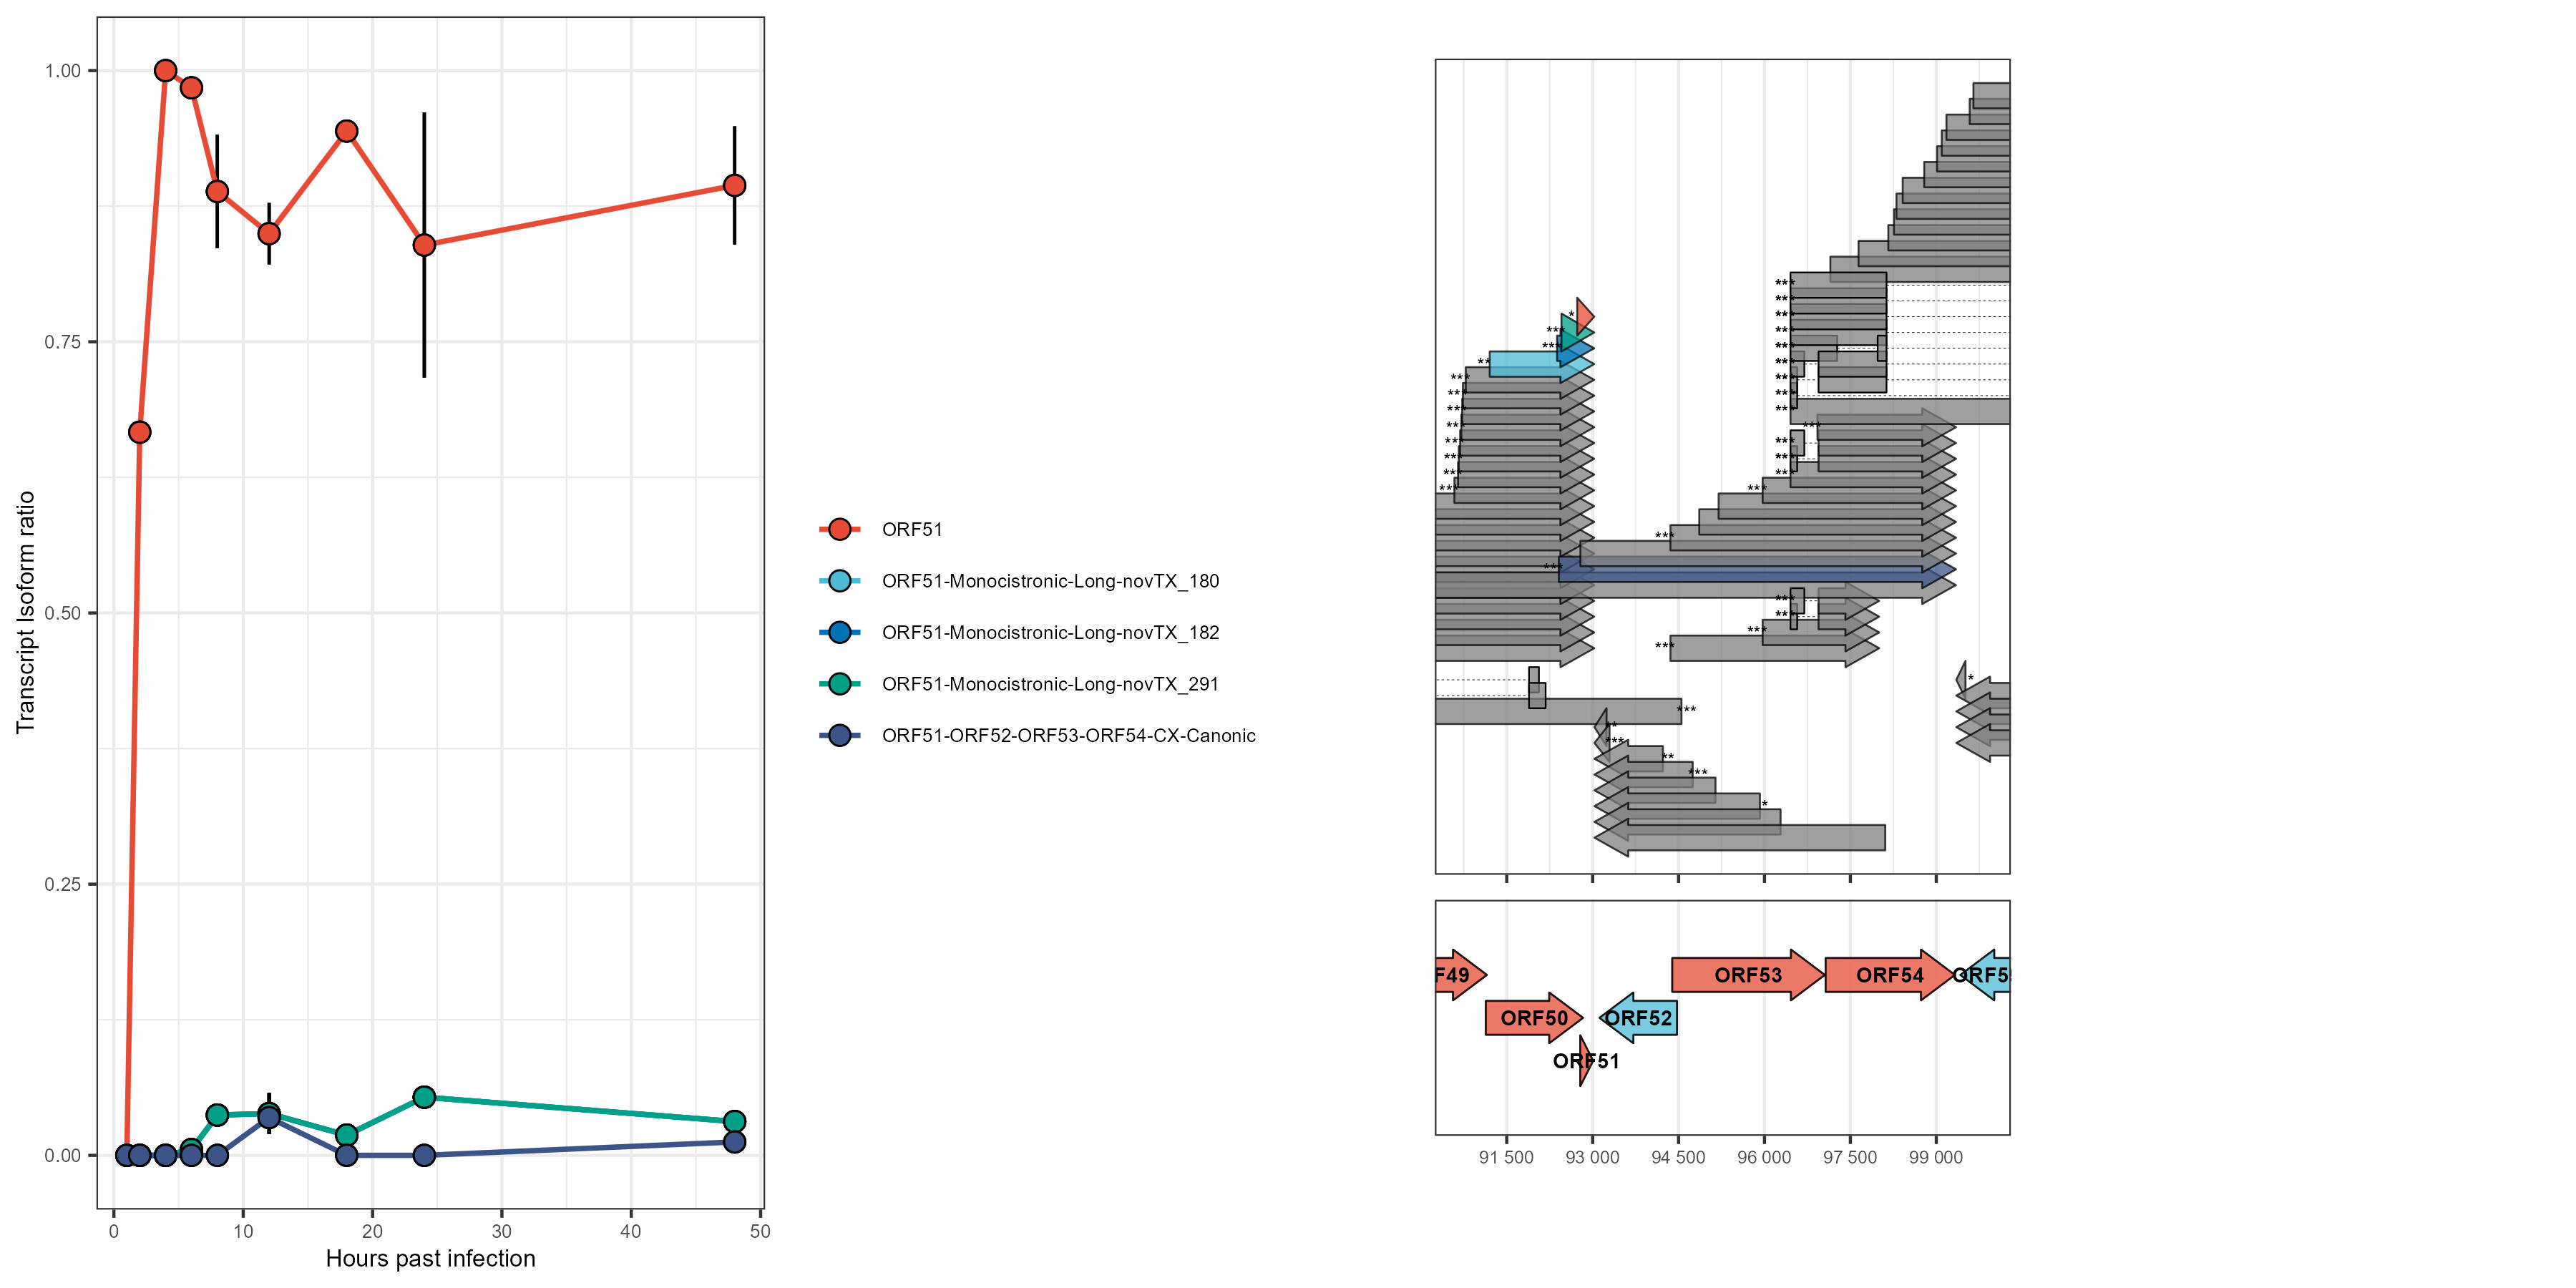 1.00
0.75
0.50
0.25
0.00
Transcript Isoform ratio
0 10 20 30 40 50
Hours past infection
ORF51
ORF51-Monocistronic-Long-novTX_180
ORF51-Monocistronic-Long-novTX_182
ORF51-Monocistronic-Long-novTX_291
ORF51-ORF52-ORF53-ORF54-CX-Canonic
F49 ORF53 ORF54 ORF5
ORF50 ORF52
ORF51
91 500 93 000 94 500 96 000 97 500 99 000